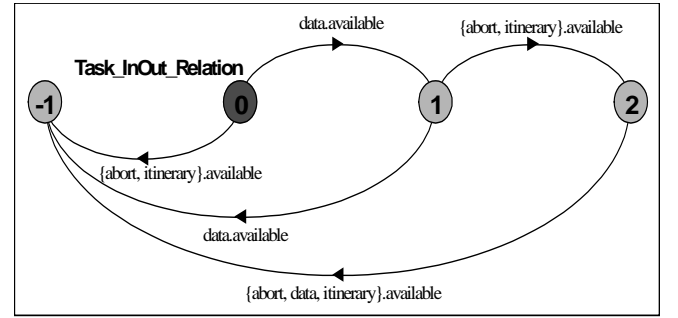 data.available
{abort, itinerary}.available
Task_InOut_Relation
-1
0
1
2
{abort, itinerary}.available
data.available
{abort, data, itinerary}.available